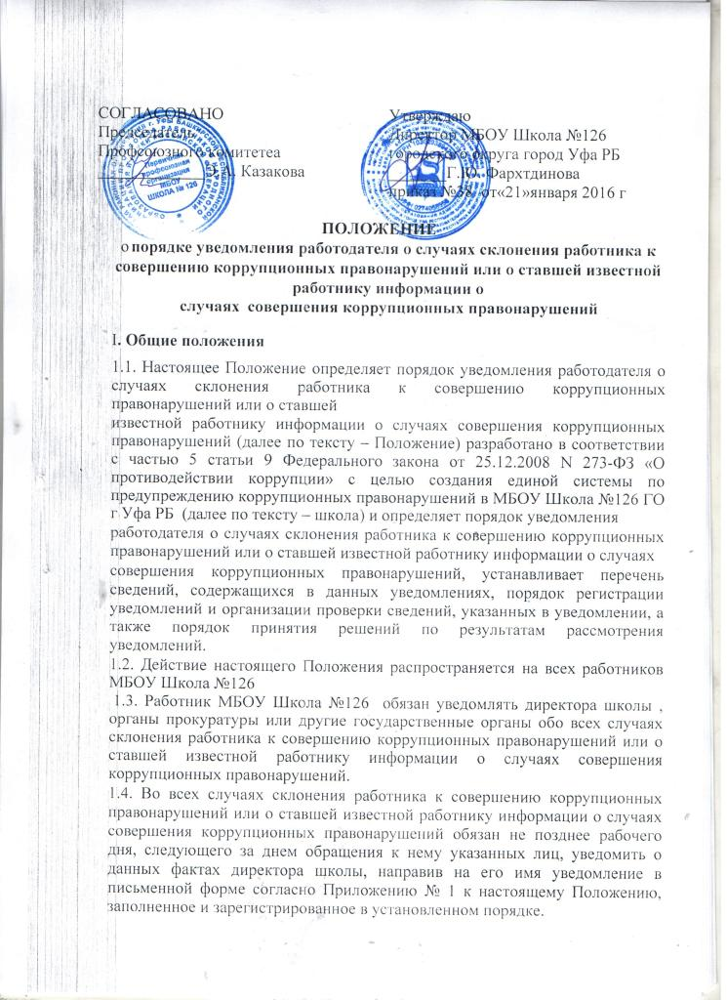 СОГЛАСОВАНО
Председатель
Профсоюзного комитетеа
Э.А. Казакова
Утверждаю
Директор МБОУ Школа №126
городского округа город Уфа РБ
Г.Ю. Фархтдинова
приказ №38 от«21»января 2016 г
Первичная
профсоюзная
организация
МБОУ
ШКОЛА № 126
ПОЛОЖЕНИЕ
о порядке уведомления работодателя о случаях склонения работника к
совершению коррупционных правонарушений или о ставшей известной
работнику информации о
случаях совершения коррупционных правонарушений
I. Общие положения
1.1. Настоящее Положение определяет порядок уведомления работодателя о
случаях склонения работника к совершению коррупционных
правонарушений или о ставшей
известной работнику информации о случаях совершения коррупционных
правонарушений (далее по тексту – Положение) разработано в соответствии
с частью 5 статьи 9 Федерального закона от 25.12.2008 N 273-ФЗ «О
противодействии коррупции» с целью создания единой системы по
предупреждению коррупционных правонарушений в МБОУ Школа №126 ГО
г Уфа РБ (далее по тексту – школа) и определяет порядок уведомления
работодателя о случаях склонения работника к совершению коррупционных
правонарушений или о ставшей известной работнику информации о случаях
совершения коррупционных правонарушений, устанавливает перечень
сведений, содержащихся в данных уведомлениях, порядок регистрации
уведомлений и организации проверки сведений, указанных в уведомлении, а
также порядок принятия решений по результатам рассмотрения
уведомлений.
1.2. Действие настоящего Положения распространяется на всех работников
МБОУ Школа №126
1.3. Работник МБОУ Школа №126 обязан уведомлять директора школы ,
органы прокуратуры или другие государственные органы обо всех случаях
склонения работника к совершению коррупционных правонарушений или о
ставшей известной работнику информации о случаях совершения
коррупционных правонарушений.
1.4. Во всех случаях склонения работника к совершению коррупционных
правонарушений или о ставшей известной работнику информации о случаях
совершения коррупционных правонарушений обязан не позднее рабочего
дня, следующего за днем обращения к нему указанных лиц, уведомить о
данных фактах директора школы, направив на его имя уведомление в
письменной форме согласно Приложению № 1 к настоящему Положению,
заполненное и зарегистрированное в установленном порядке.